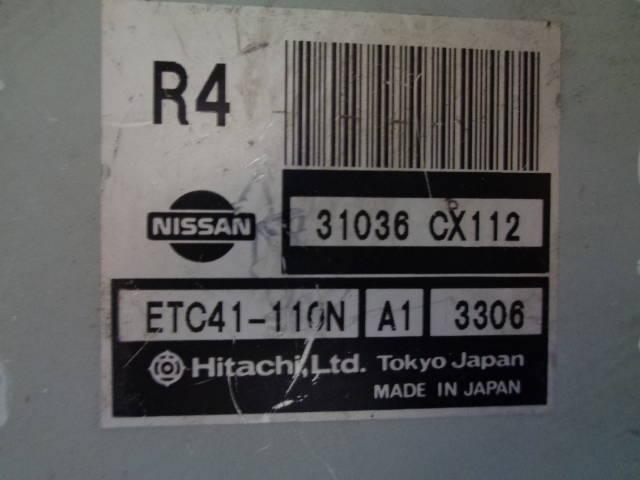 R4
NISSAN 31036 CX112
ETC41-110N A1 3306
Hitachi, Ltd. Tokyo Japan
MADE IN JAPAN